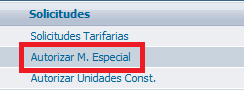 Solicitudes
Solicitudes Tarifarias
Autorizar M. Especial
Autorizar Unidades Const.